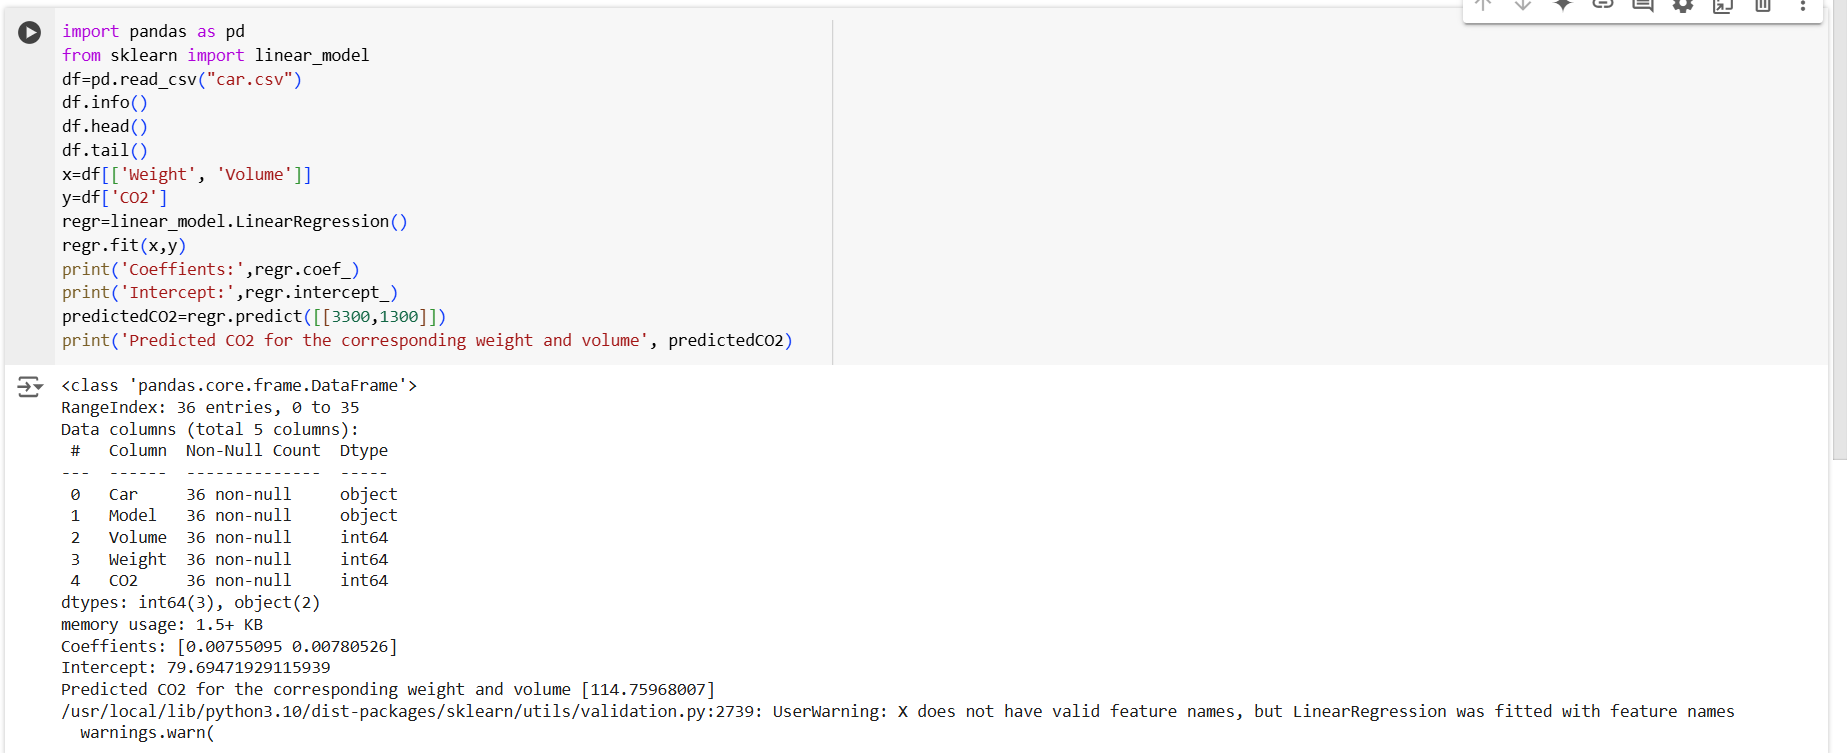 import pandas as pd
from sklearn import linear_model
df=pd.read_csv("car.csv")
df.info()
df.head()
df.tail()
x=df[['Weight', 'Volume']]
y=df['CO2']
regr=linear_model.LinearRegression()
regr.fit(x,y)
print('Coeffients:',regr.coef_)
print('Intercept:',regr.intercept_)
predictedCO2=regr.predict([[3300,1300]])
print('Predicted CO2 for the corresponding weight and volume', predictedCO2)
<class 'pandas.core.frame.DataFrame'>
RangeIndex: 36 entries, 0 to 35
Data columns (total 5 columns):
 #   Column  Non-Null Count  Dtype
---  ------  --------------  -----
 0   Car     36 non-null     object
 1   Model   36 non-null     object
 2   Volume  36 non-null     int64
 3   Weight  36 non-null     int64
 4   CO2     36 non-null     int64
dtypes: int64(3), object(2)
memory usage: 1.5+ KB
Coeffients: [0.00755095 0.00780526]
Intercept: 79.69471929115939
Predicted CO2 for the corresponding weight and volume [114.75968007]
/usr/local/lib/python3.10/dist-packages/sklearn/utils/validation.py:2739: UserWarning: X does not have valid feature names, but LinearRegression was fitted with feature names
  warnings.warn(